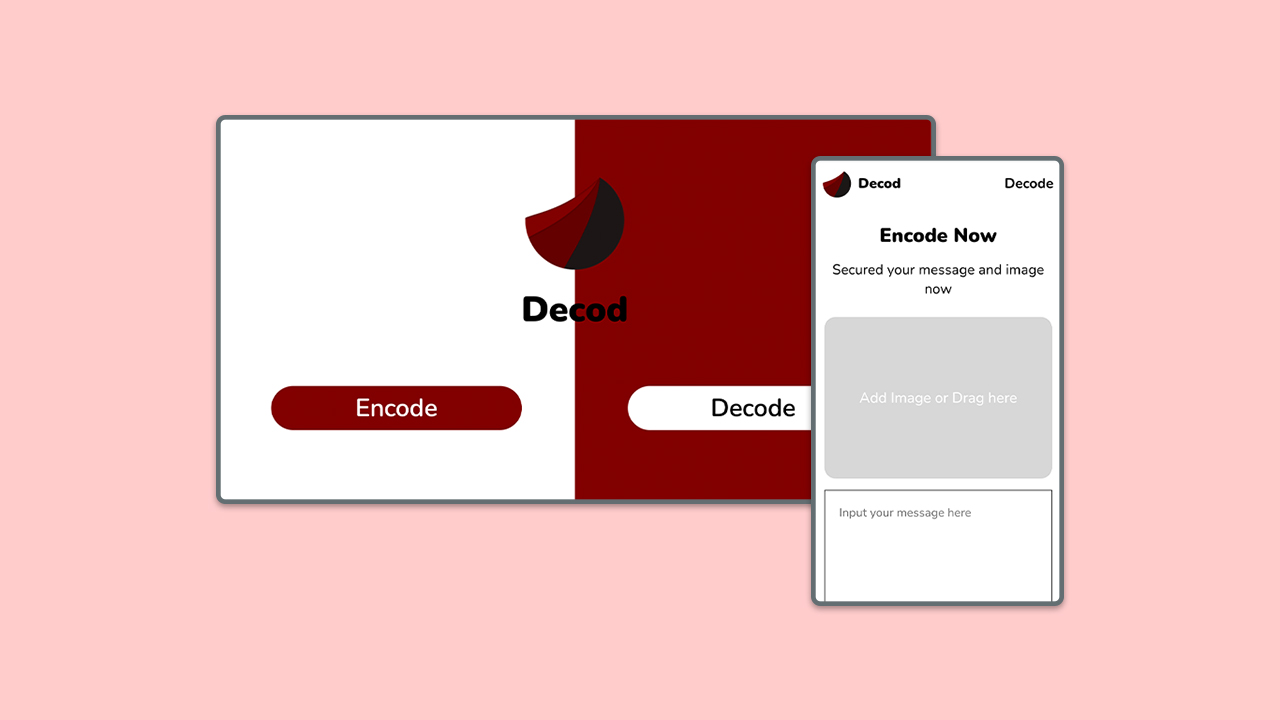 Decod
Encode
Decode
Decod
Decode
Encode Now
Secured your message and image
now
Add Image or Drag here
Input your message here